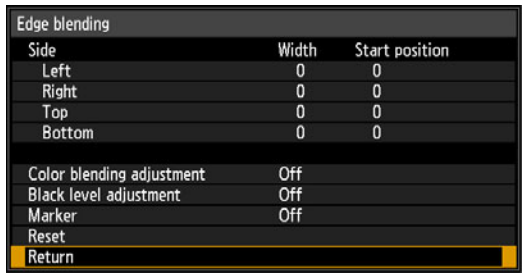 Edge blending
Side Width Start position
Left 0 0
Right 0 0
Top 0 0
Bottom 0 0
Color blending adjustment Off
Black level adjustment Off
Marker Off
Reset
Return